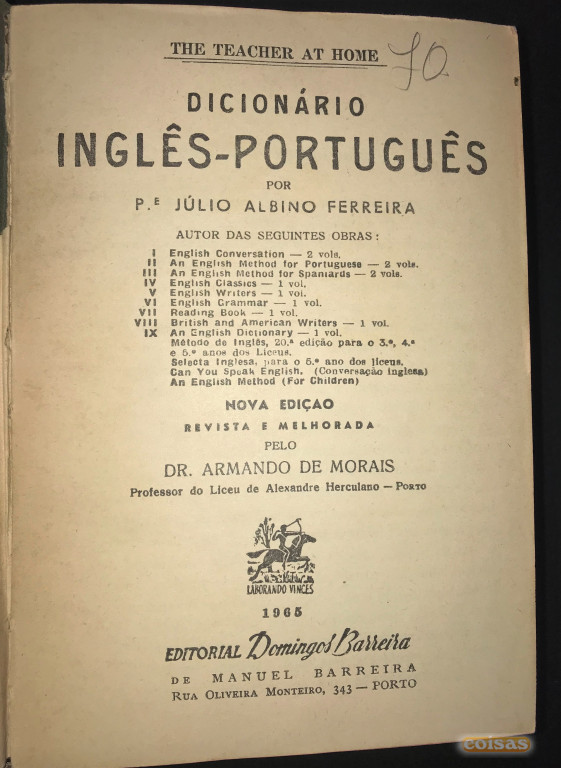 THE TEACHER AT HOME
70
DICIONÁRIO
INGLÊS-PORTUGUÊS
POR
P.E JÚLIO ALBINO FERREIRA
AUTOR DAS SEGUINTES OBRAS:
I English Conversation — 2 vols.
II An English Method for Portuguese — 2 vols.
III An English Method for Spaniards — 2 vols.
IV English Classics — 1 vol.
V English Writers — 1 vol.
VI English Grammar — 1 vol.
VII Reading Book — 1 vol.
VIII British and American Writers — 1 vol.
IX An English Dictionary — 1 vol.
Método de Inglês, 20.ª edição para o 3.º, 4.º
e 5.º anos dos Liceus.
Selecta Inglesa, para o 5.º ano dos liceus.
Can You Speak English. (Conversação inglesa)
An English Method (For Children)
NOVA EDIÇAO
REVISTA E MELHORADA
PELO
DR. ARMANDO DE MORAIS
Professor do Liceu de Alexandre Herculano — PORTO
LABORANDO VINCES
1965
EDITORIAL Domingos Barreira
DE MANUEL BARREIRA
RUA OLIVEIRA MONTEIRO, 343 — PORTO
coisas